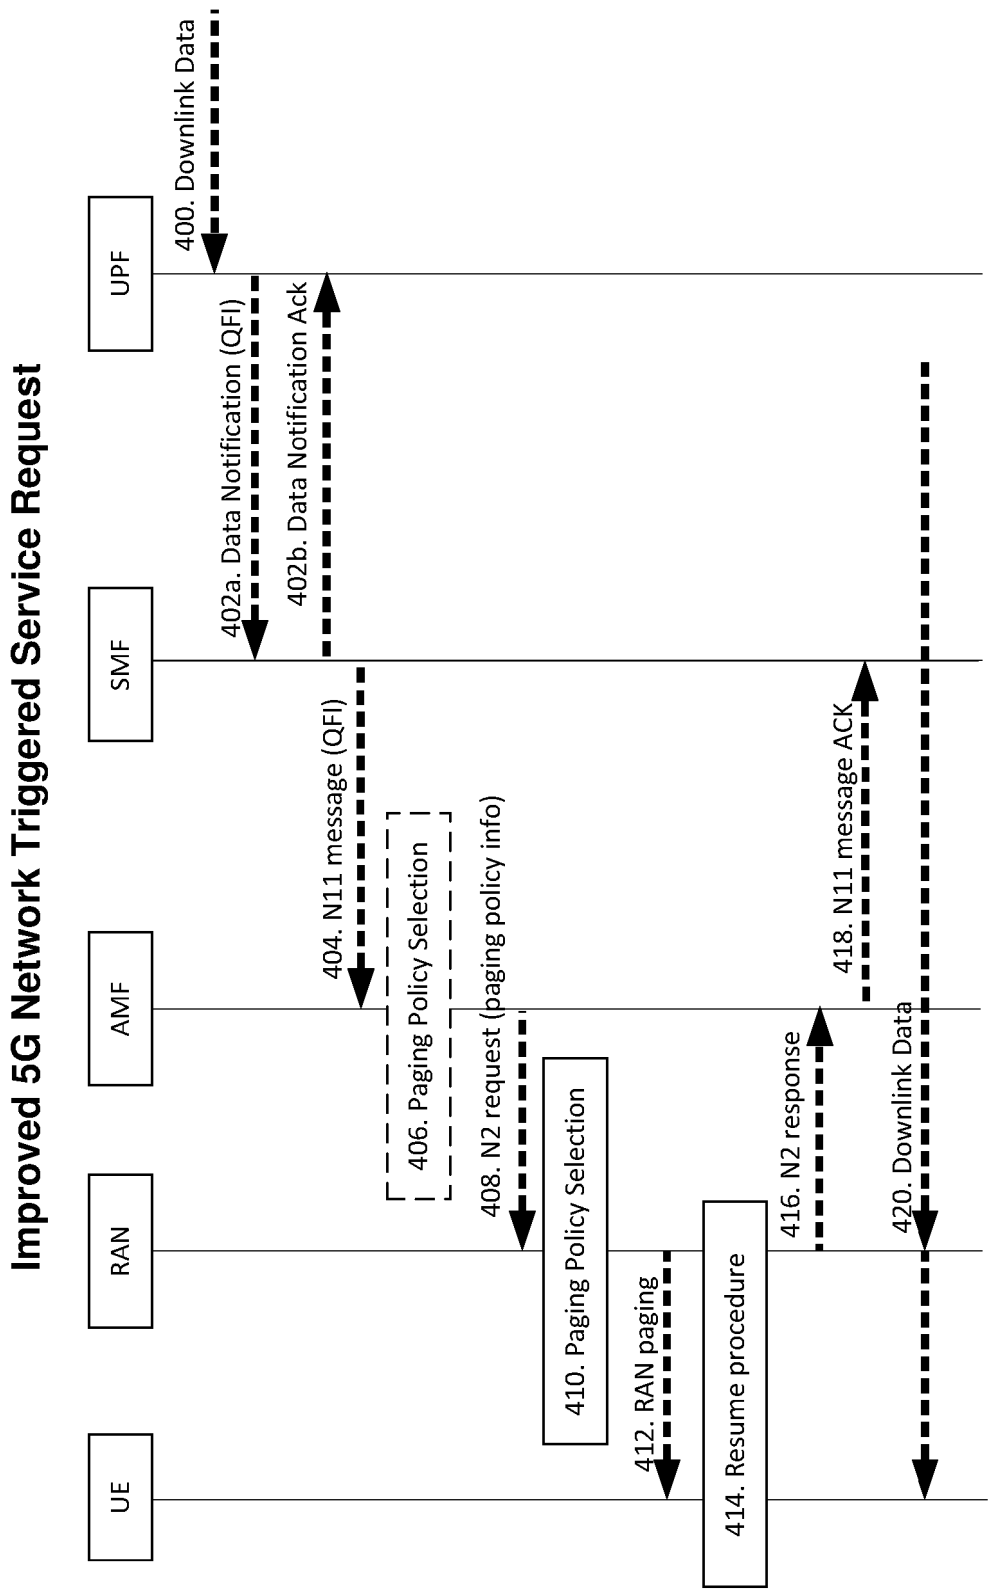 Improved 5G Network Triggered Service Request
UE
RAN
AMF
SMF
UPF
400. Downlink Data
402a. Data Notification (QFI)
402b. Data Notification Ack
404. N11 message (QFI)
406. Paging Policy Selection
408. N2 request (paging policy info)
410. Paging Policy Selection
412. RAN paging
414. Resume procedure
416. N2 response
418. N11 message ACK
420. Downlink Data